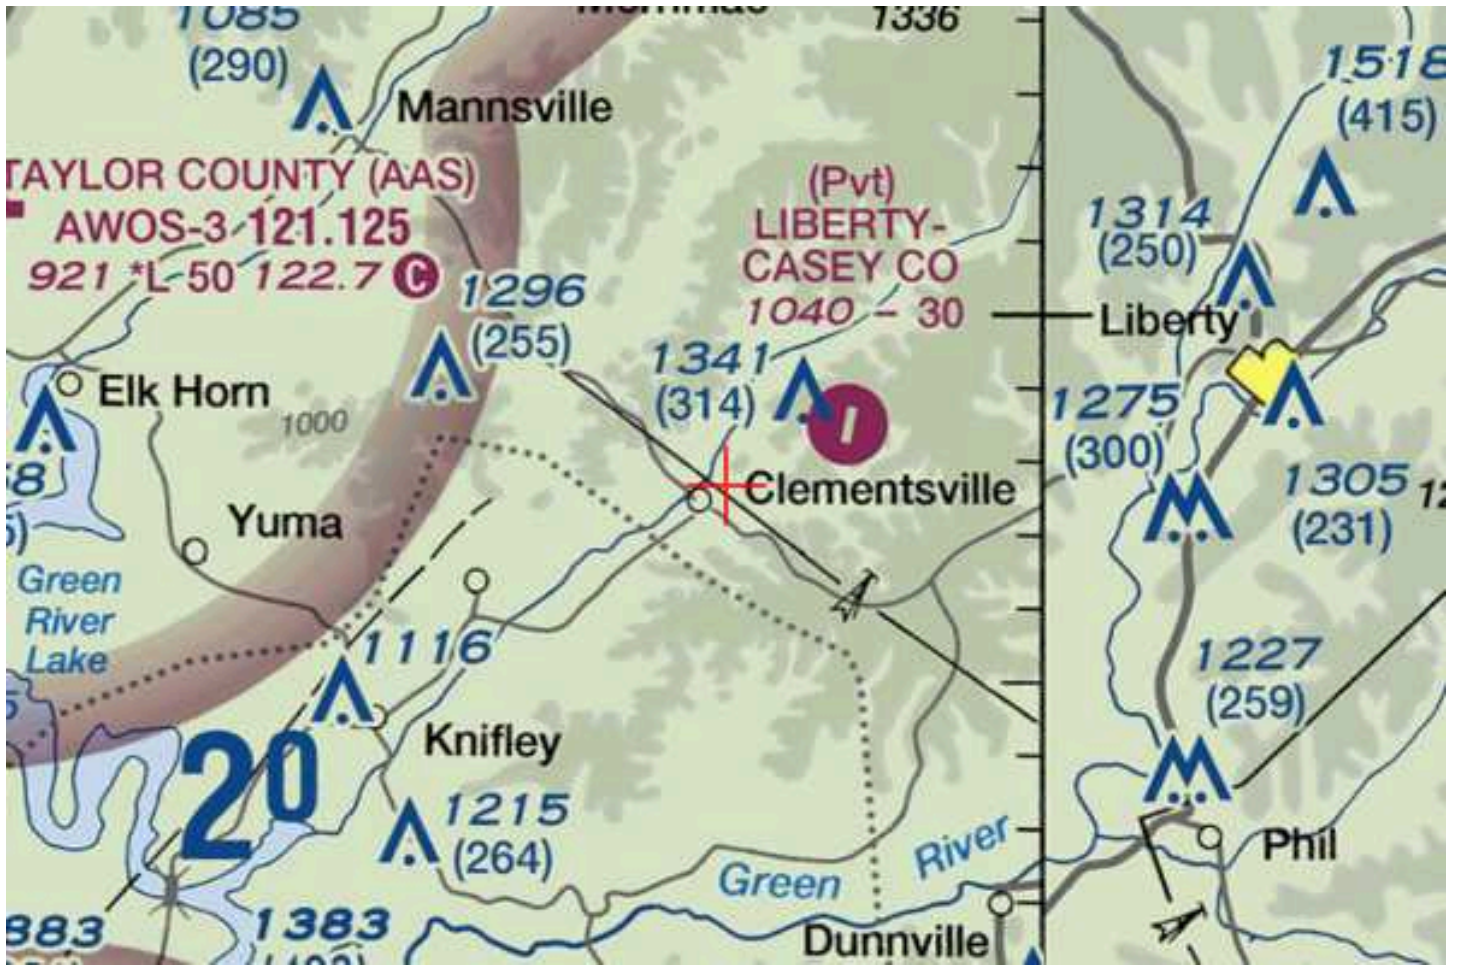 1085
(290)
Merrimac
1336
1518
(415)
Mannsville
TAYLOR COUNTY (AAS)
AWOS-3 121.125
921 *L 50 122.7 C
(Pvt)
LIBERTY-
CASEY CO
1040 - 30
1314
(250)
Liberty
1296
(255)
1341
(314)
1275
(300)
Elk Horn
1000
Clementsville
1305
(231)
Yuma
Green
River
Lake
1116
1227
(259)
Knifley
20
1215
(264)
Phil
Green River
883
1383
Dunnville